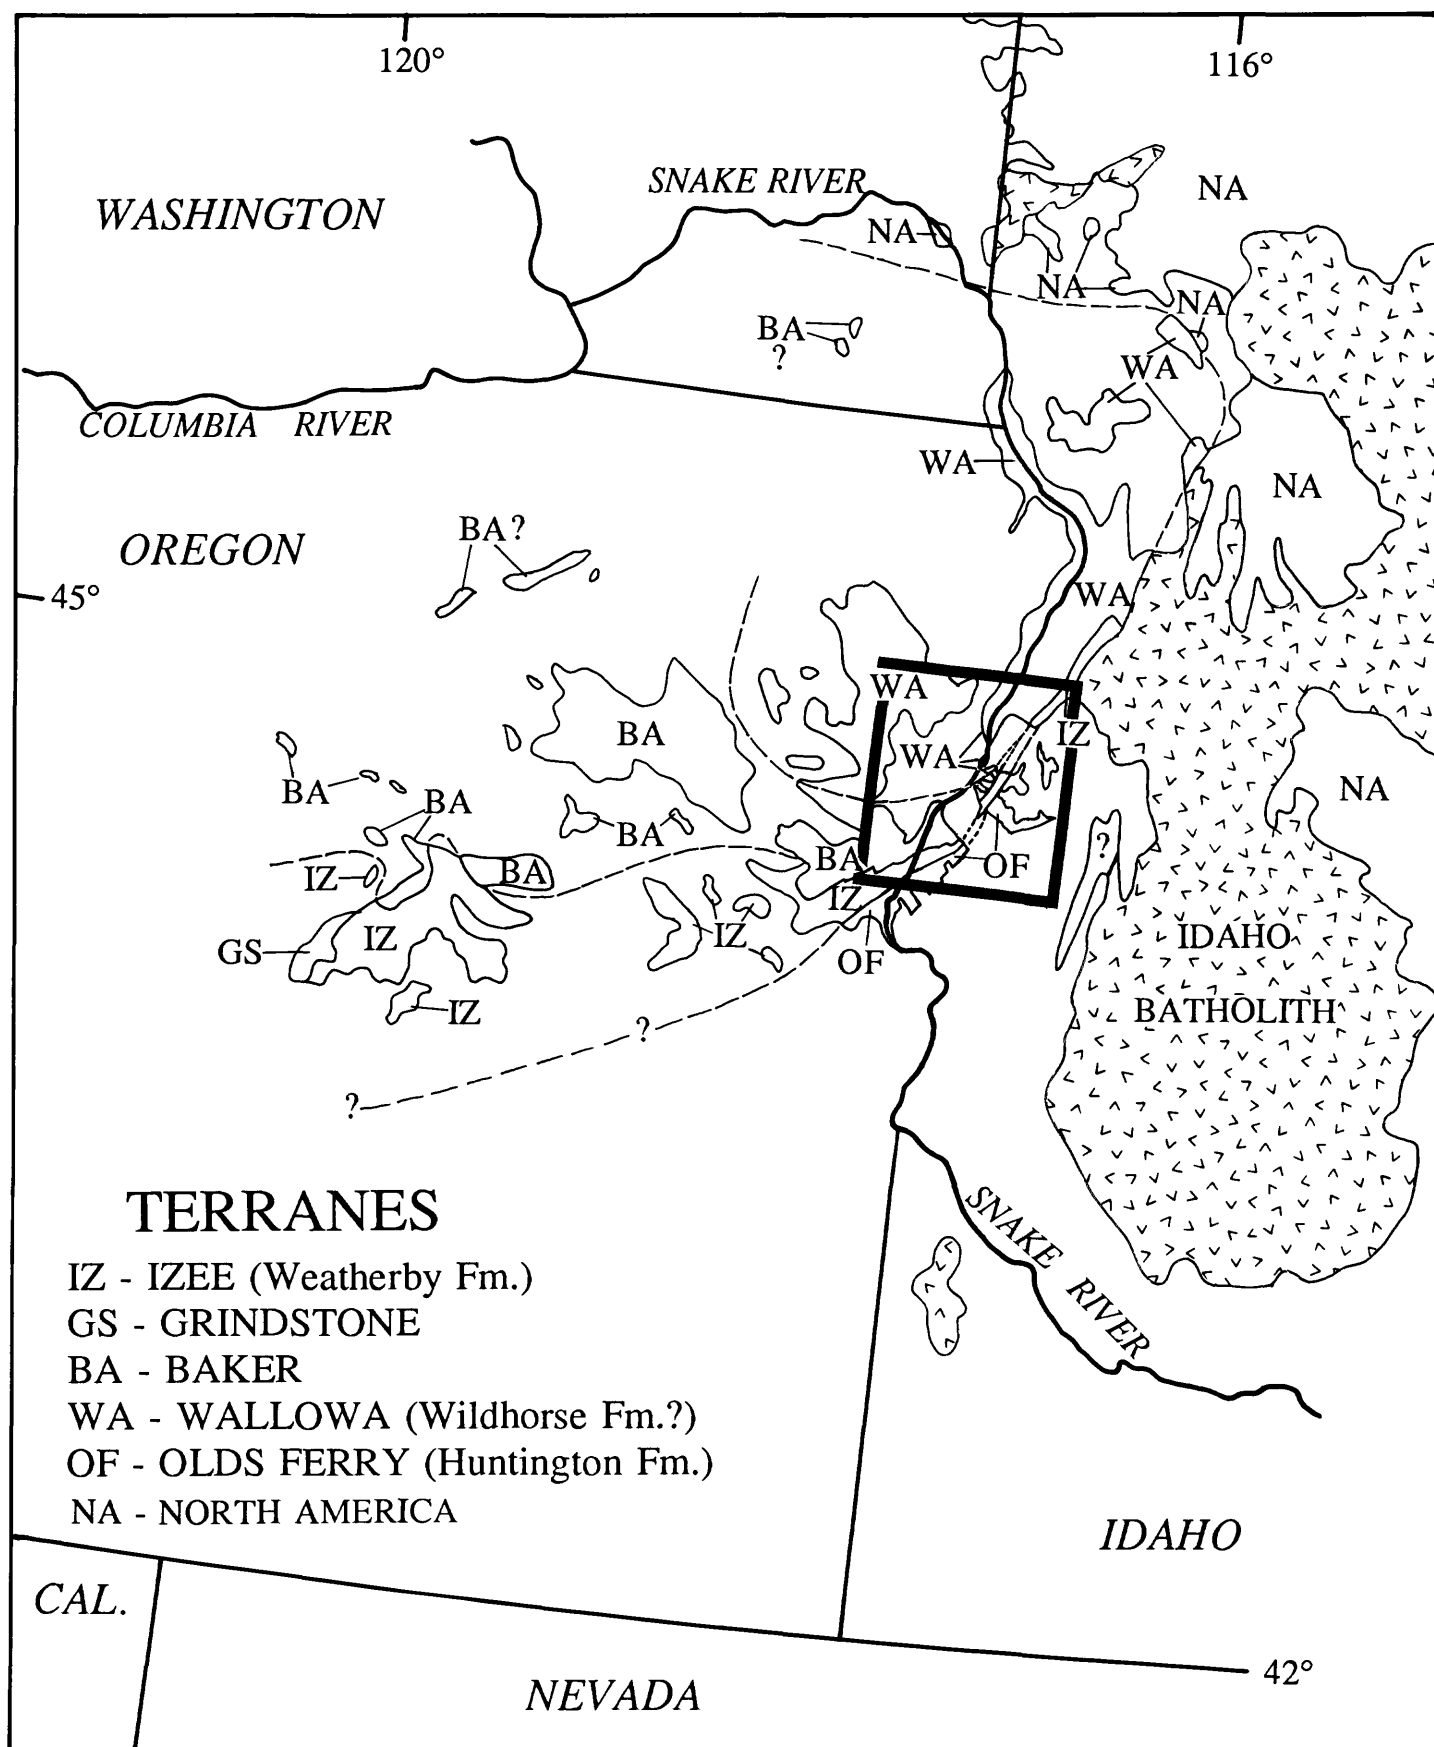 120°
116°
SNAKE RIVER
NA
WASHINGTON
NA
NA
NA
BA
?
WA
COLUMBIA RIVER
WA
NA
BA?
OREGON
45°
WA
WA
BA
IZ
WA
BA
NA
BA
BA
?
BA
BA
OF
IZ
IZ
IZ
IZ
IDAHO
GS
OF
IZ
BATHOLITH
?
?
TERRANES
SNAKE RIVER
IZ - IZEE (Weatherby Fm.)
GS - GRINDSTONE
BA - BAKER
WA - WALLOWA (Wildhorse Fm.?)
OF - OLDS FERRY (Huntington Fm.)
NA - NORTH AMERICA
IDAHO
CAL.
42°
NEVADA